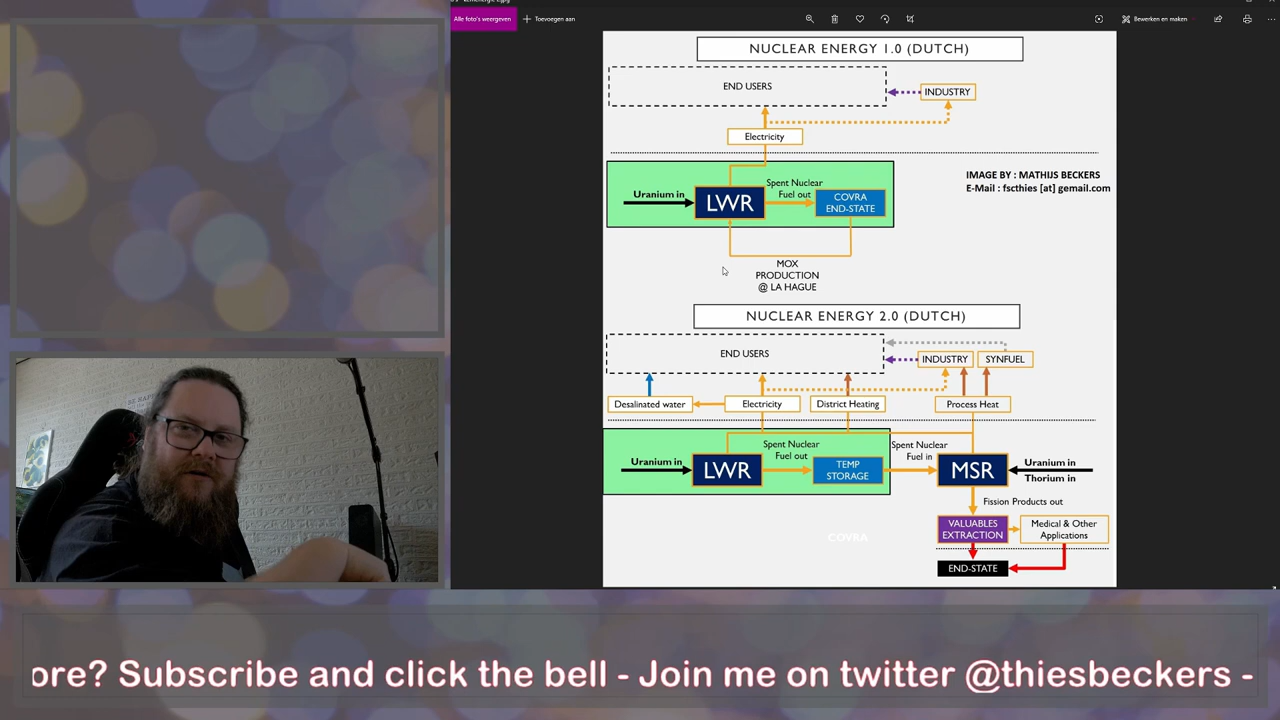 Alle foto's weergeven
Toevoegen aan
Bewerken en maken
NUCLEAR ENERGY 1.0 (DUTCH)
END USERS
INDUSTRY
Electricity
IMAGE BY : MATHIJS BECKERS
E-Mail : fscthies [at] gemail.com
Uranium in
LWR
Spent Nuclear
Fuel out
COVRA
END-STATE
MOX
PRODUCTION
@ LA HAGUE
NUCLEAR ENERGY 2.0 (DUTCH)
END USERS
INDUSTRY
SYNFUEL
Desalinated water
Electricity
District Heating
Process Heat
Uranium in
LWR
Spent Nuclear
Fuel out
TEMP
STORAGE
Spent Nuclear
Fuel in
MSR
Uranium in
Thorium in
Fission Products out
VALUABLES
EXTRACTION
Medical & Other
Applications
COVRA
END-STATE
ore? Subscribe and click the bell - Join me on twitter @thiesbeckers -